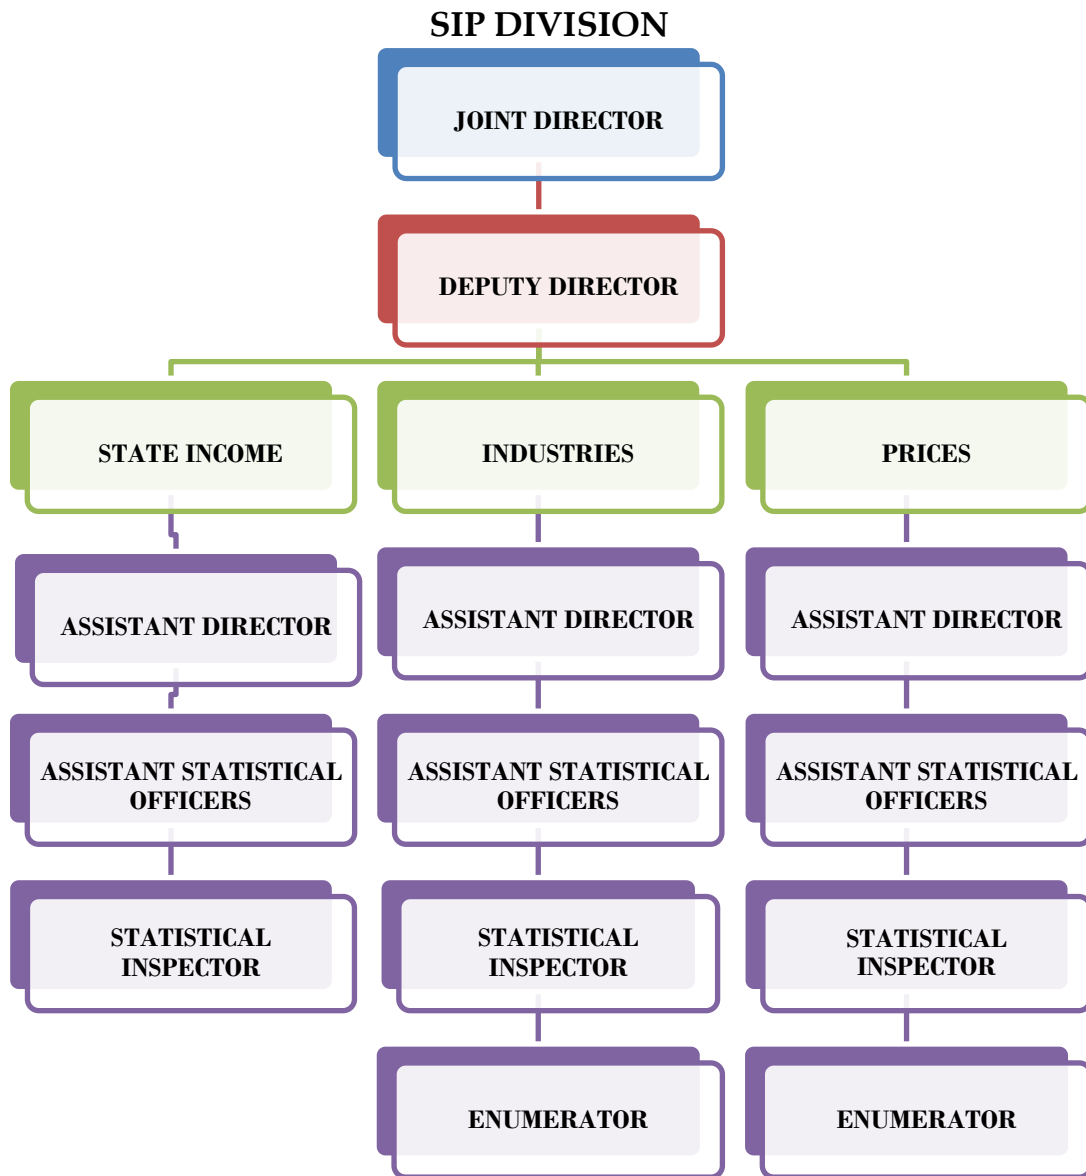 SIP DIVISION
JOINT DIRECTOR
DEPUTY DIRECTOR
STATE INCOME
INDUSTRIES
PRICES
ASSISTANT DIRECTOR
ASSISTANT DIRECTOR
ASSISTANT DIRECTOR
ASSISTANT STATISTICAL
OFFICERS
ASSISTANT STATISTICAL
OFFICERS
ASSISTANT STATISTICAL
OFFICERS
STATISTICAL
INSPECTOR
STATISTICAL
INSPECTOR
STATISTICAL
INSPECTOR
ENUMERATOR
ENUMERATOR